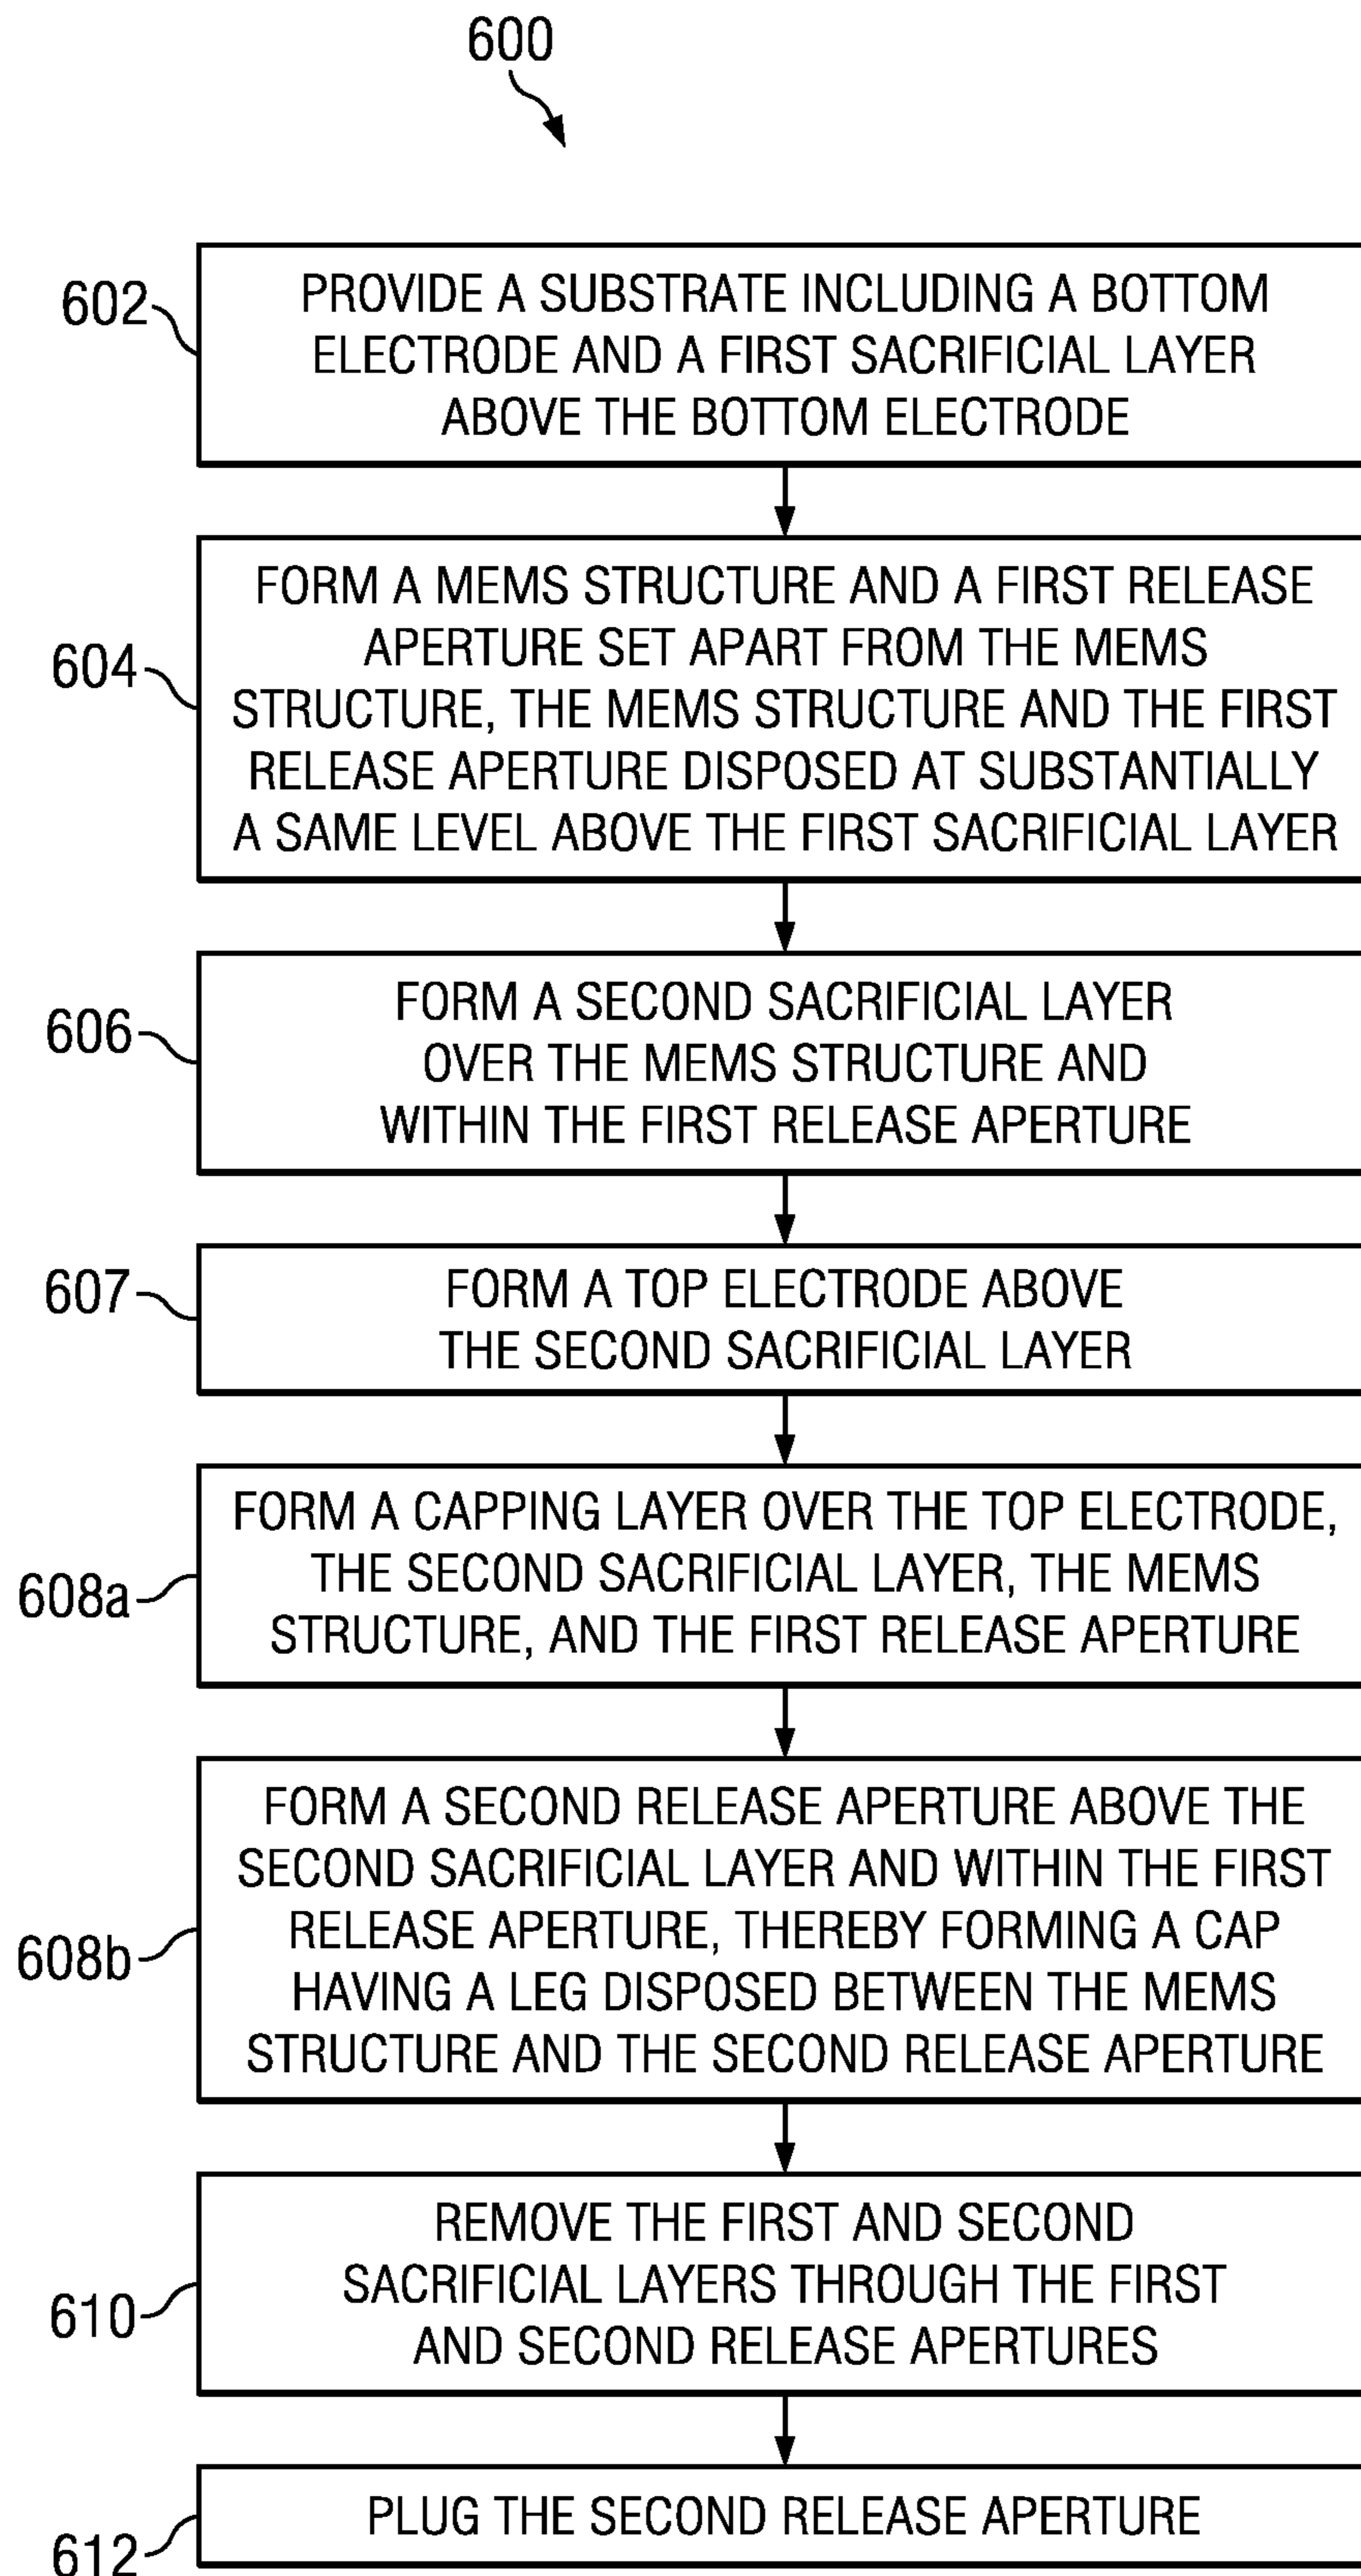 600
602
PROVIDE A SUBSTRATE INCLUDING A BOTTOM
ELECTRODE AND A FIRST SACRIFICIAL LAYER
ABOVE THE BOTTOM ELECTRODE
604
FORM A MEMS STRUCTURE AND A FIRST RELEASE
APERTURE SET APART FROM THE MEMS
STRUCTURE, THE MEMS STRUCTURE AND THE FIRST
RELEASE APERTURE DISPOSED AT SUBSTANTIALLY
A SAME LEVEL ABOVE THE FIRST SACRIFICIAL LAYER
606
FORM A SECOND SACRIFICIAL LAYER
OVER THE MEMS STRUCTURE AND
WITHIN THE FIRST RELEASE APERTURE
607
FORM A TOP ELECTRODE ABOVE
THE SECOND SACRIFICIAL LAYER
608a
FORM A CAPPING LAYER OVER THE TOP ELECTRODE,
THE SECOND SACRIFICIAL LAYER, THE MEMS
STRUCTURE, AND THE FIRST RELEASE APERTURE
608b
FORM A SECOND RELEASE APERTURE ABOVE THE
SECOND SACRIFICIAL LAYER AND WITHIN THE FIRST
RELEASE APERTURE, THEREBY FORMING A CAP
HAVING A LEG DISPOSED BETWEEN THE MEMS
STRUCTURE AND THE SECOND RELEASE APERTURE
610
REMOVE THE FIRST AND SECOND
SACRIFICIAL LAYERS THROUGH THE FIRST
AND SECOND RELEASE APERTURES
612
PLUG THE SECOND RELEASE APERTURE